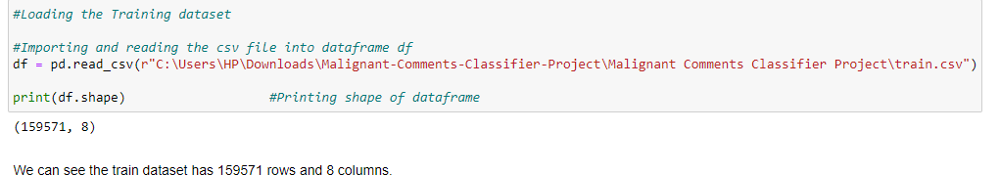 #Loading the Training dataset
#Importing and reading the csv file into dataframe df
df = pd.read_csv(r"C:\Users\HP\Downloads\Malignant-Comments-Classifier-Project\Malignant Comments Classifier Project\train.csv")
print(df.shape) #Printing shape of dataframe
(159571, 8)
We can see the train dataset has 159571 rows and 8 columns.